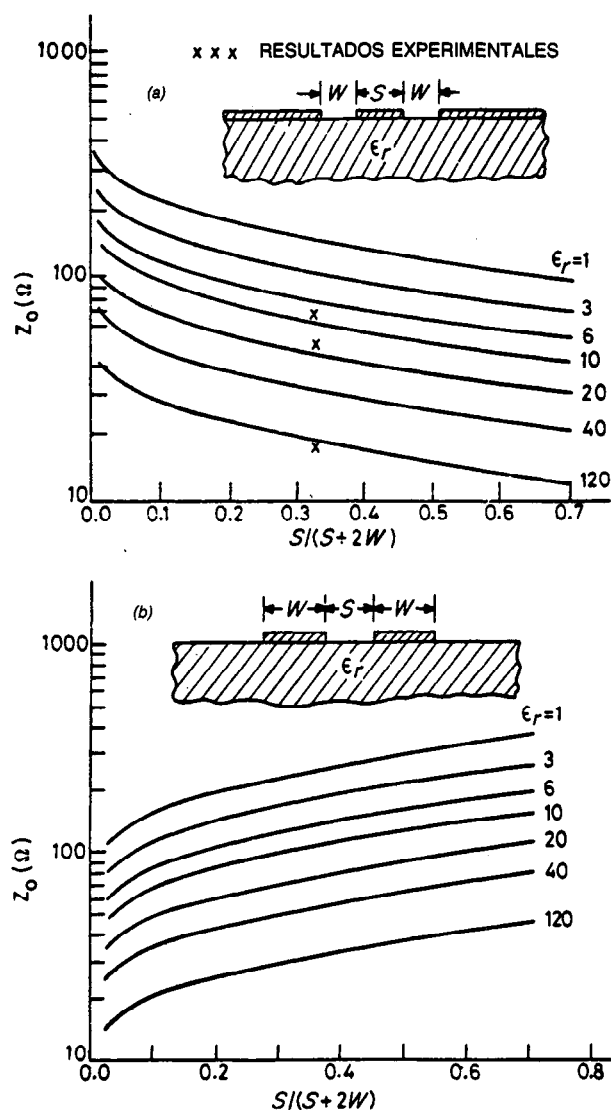 1000
x x x RESULTADOS EXPERIMENTALES
(a)
W S W
εr
100
εr=1
3
6
10
20
40
120
Z₀(Ω)
x
x
x
10
0.0 0.1 0.2 0.3 0.4 0.5 0.6 0.7
S/(S+2W)
(b)
W S W
1000
εr
εr=1
3
6
10
20
40
120
100
Z₀(Ω)
10
0.0 0.2 0.4 0.6 0.8
S/(S+2W)